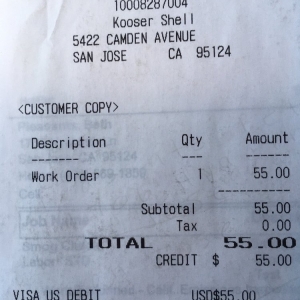 10008287004
Kooser Shell
5422 CAMDEN AVENUE
SAN JOSE CA 95124
<CUSTOMER COPY>
Description Qty Amount
------- --- ------
Work Order 1 55.00
-----------
Subtotal 55.00
Tax 0.00
TOTAL 55.00
CREDIT $ 55.00
VISA US DEBIT USD$55.00